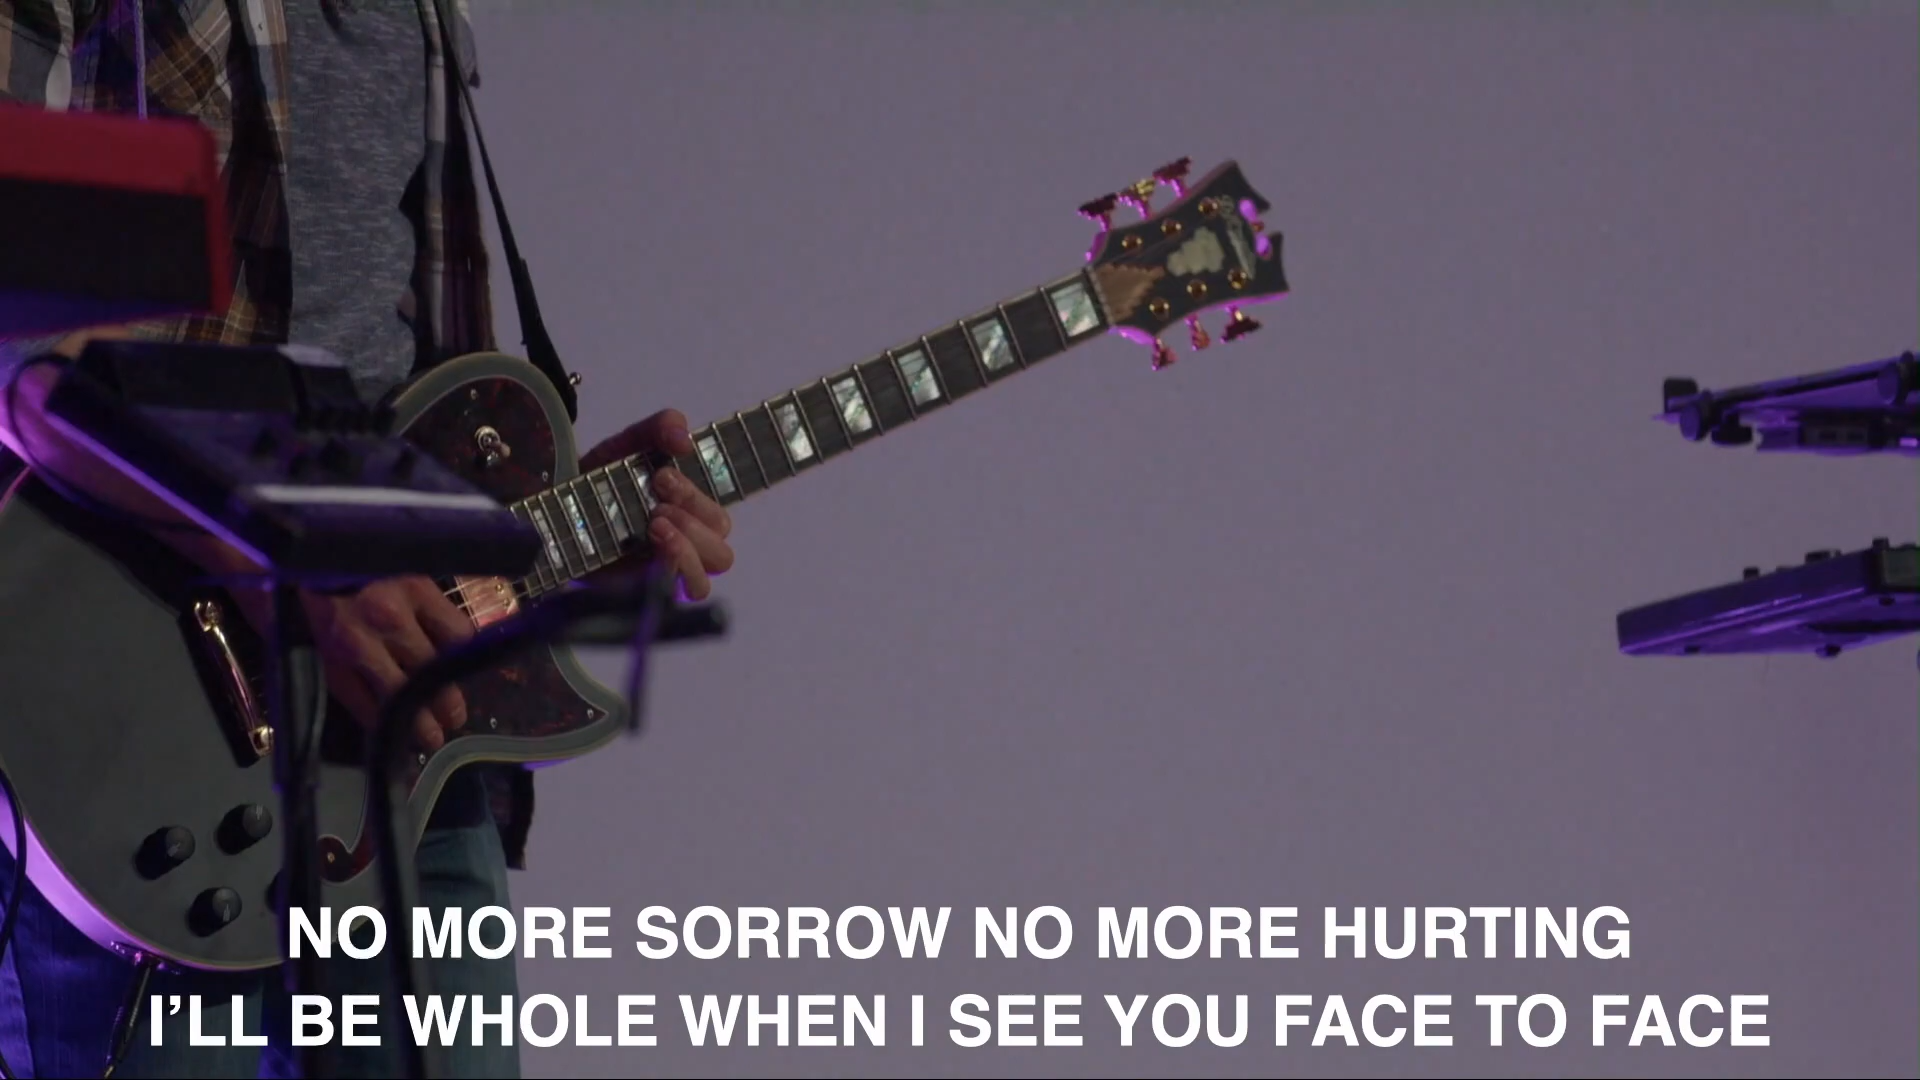 NO MORE SORROW NO MORE HURTING
I’LL BE WHOLE WHEN I SEE YOU FACE TO FACE